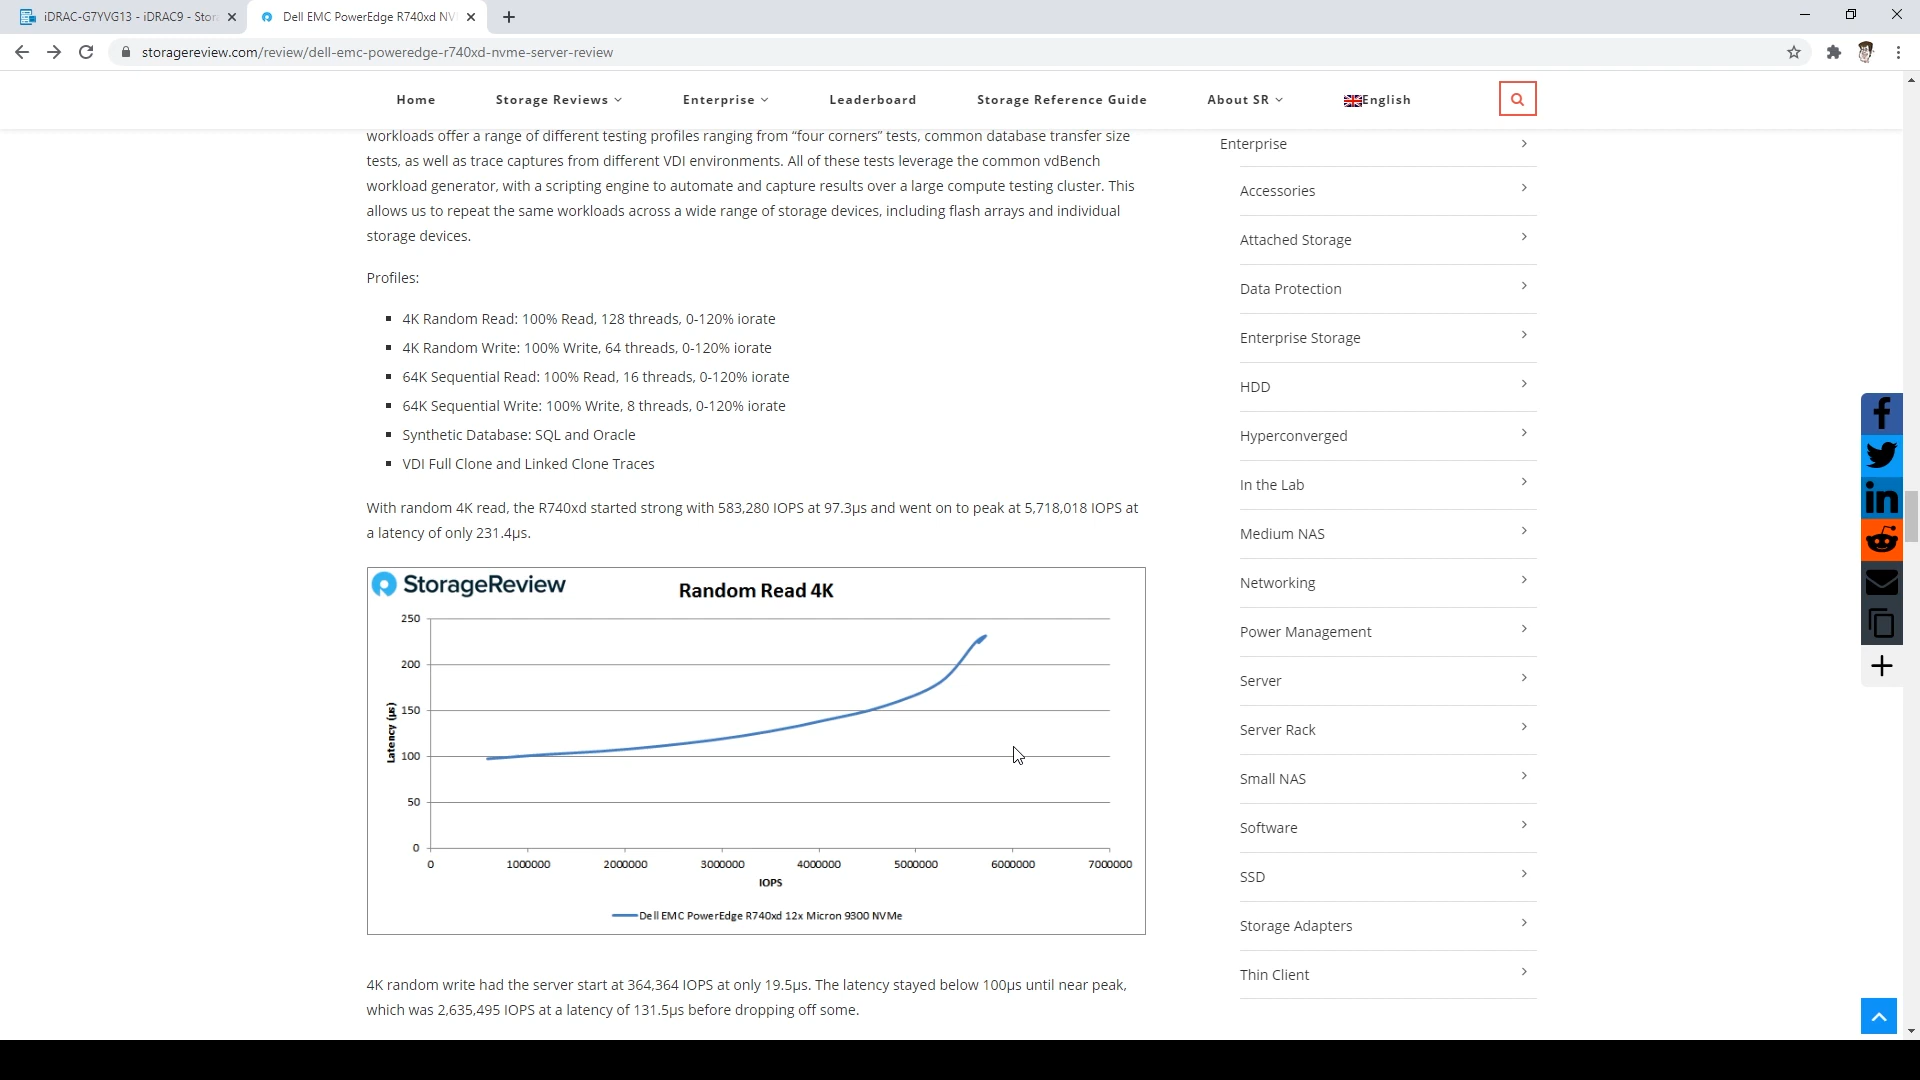 iDRAC-G7YVG13 - iDRAC9 - Stor
Dell EMC PowerEdge R740xd NV
storagereview.com/review/dell-emc-poweredge-r740xd-nvme-server-review
Home
Storage Reviews
Enterprise
Leaderboard
Storage Reference Guide
About SR
English
workloads offer a range of different testing profiles ranging from “four corners” tests, common database transfer size
tests, as well as trace captures from different VDI environments. All of these tests leverage the common vdBench
workload generator, with a scripting engine to automate and capture results over a large compute testing cluster. This
allows us to repeat the same workloads across a wide range of storage devices, including flash arrays and individual
storage devices.
Profiles:
4K Random Read: 100% Read, 128 threads, 0-120% iorate
4K Random Write: 100% Write, 64 threads, 0-120% iorate
64K Sequential Read: 100% Read, 16 threads, 0-120% iorate
64K Sequential Write: 100% Write, 8 threads, 0-120% iorate
Synthetic Database: SQL and Oracle
VDI Full Clone and Linked Clone Traces
With random 4K read, the R740xd started strong with 583,280 IOPS at 97.3µs and went on to peak at 5,718,018 IOPS at
a latency of only 231.4µs.
StorageReview
Random Read 4K
250
200
150
100
50
0
Latency (µs)
0
1000000
2000000
3000000
4000000
5000000
6000000
7000000
IOPS
Dell EMC PowerEdge R740xd 12x Micron 9300 NVMe
4K random write had the server start at 364,364 IOPS at only 19.5µs. The latency stayed below 100µs until near peak,
which was 2,635,495 IOPS at a latency of 131.5µs before dropping off some.
Enterprise
Accessories
Attached Storage
Data Protection
Enterprise Storage
HDD
Hyperconverged
In the Lab
Medium NAS
Networking
Power Management
Server
Server Rack
Small NAS
Software
SSD
Storage Adapters
Thin Client